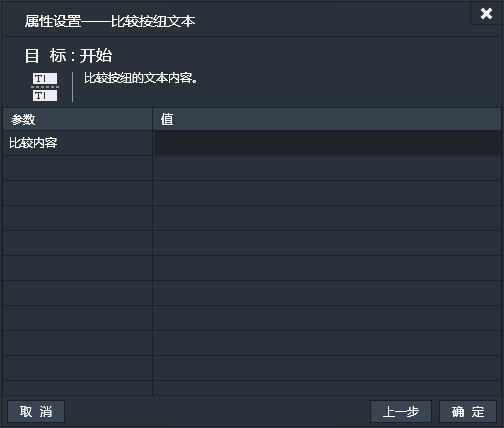 属性设置——比较按钮文本
目 标 : 开始
T
T
比较按纽的文本内容。
参数 值
比较内容
取 消 上一步 确 定